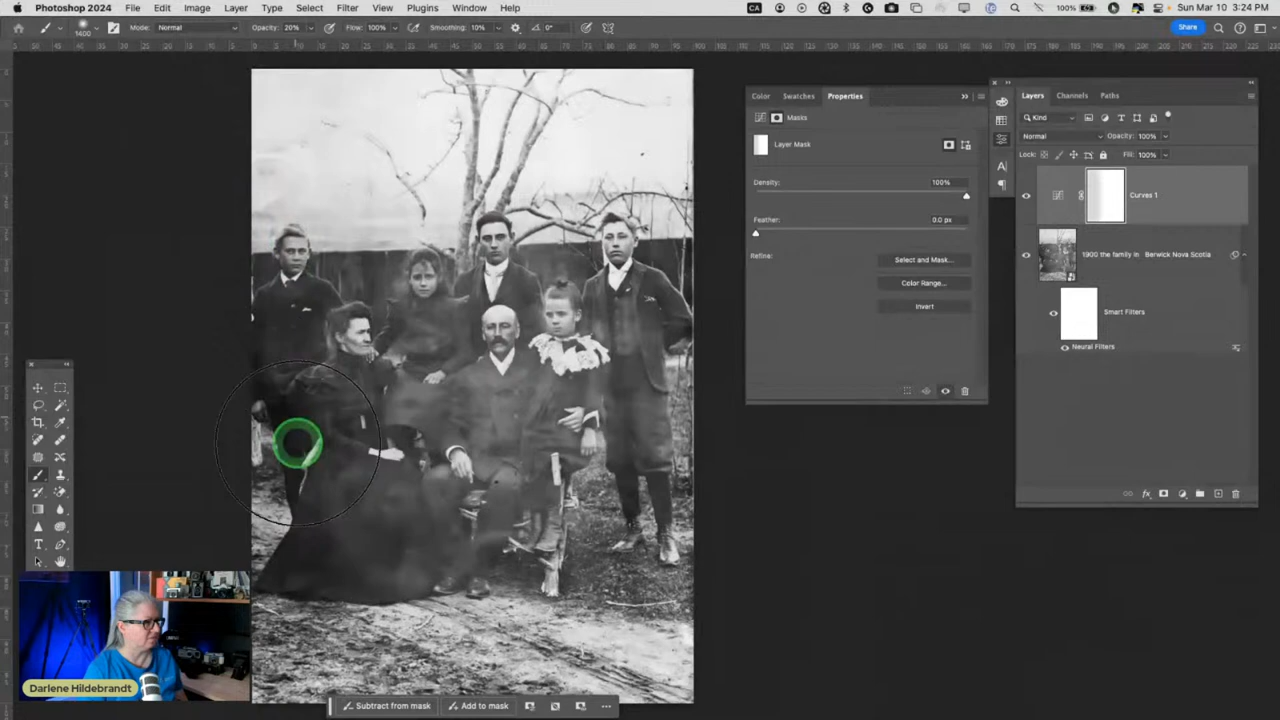 Photoshop 2024 File Edit Image Layer Type Select Filter View Plugins Window Help 100% Sun Mar 10 3:24 PM
1400 Mode: Normal Opacity: 20% Flow: 100% Smoothing: 10% 0° Share
Color Swatches Properties
Masks
Layer Mask
Density: 100%
Feather: 0.0 px
Refine:
Select and Mask...
Color Range...
Invert
Layers Channels Paths
Kind
Normal Opacity: 100%
Lock: Fill: 100%
Curves 1
1900 the family in Berwick Nova Scotia
Smart Filters
Neural Filters
Darlene Hildebrandt
Subtract from mask Add to mask